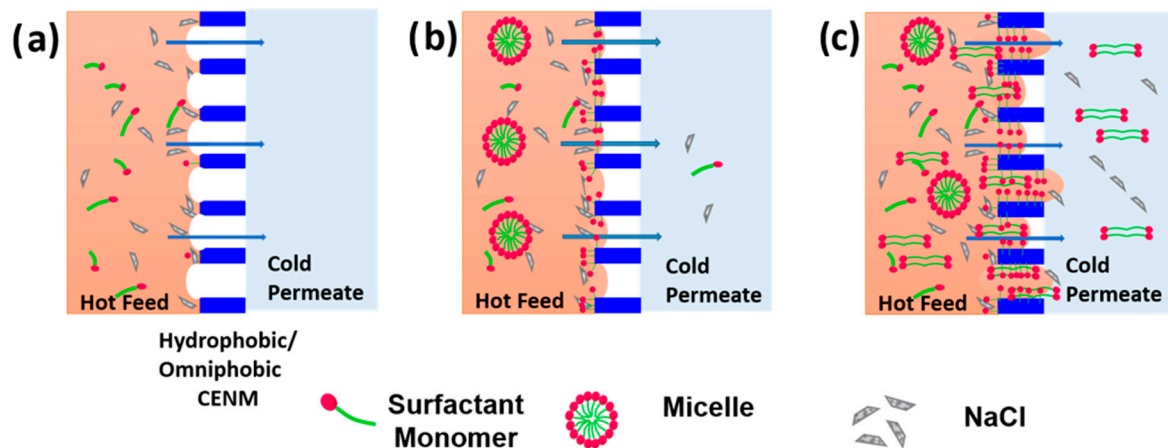 (a)
Hot Feed
Cold
Permeate
Hydrophobic/
Omniphobic
CENM
(b)
Hot Feed
Cold
Permeate
(c)
Hot Feed
Cold
Permeate
Surfactant
Monomer
Micelle
NaCl